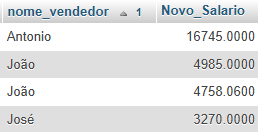 nome_vendedor 1 Novo_Salario
Antonio 16745.0000
João 4985.0000
João 4758.0600
José 3270.0000